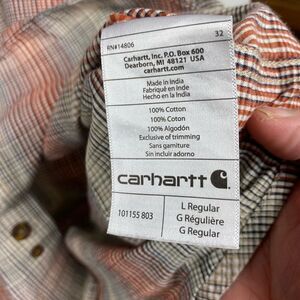 RN#14806 32
Carhartt, Inc. P.O. Box 600
Dearborn, MI 48121 USA
carhartt.com
Made in India
Fabriqué en Inde
Hecho en la India
100% Cotton
100% Coton
100% Algodón
Exclusive of trimming
Sans garniture
Sin incluir adorno
carhartt
101155 803
L Regular
G Régulière
G Regular